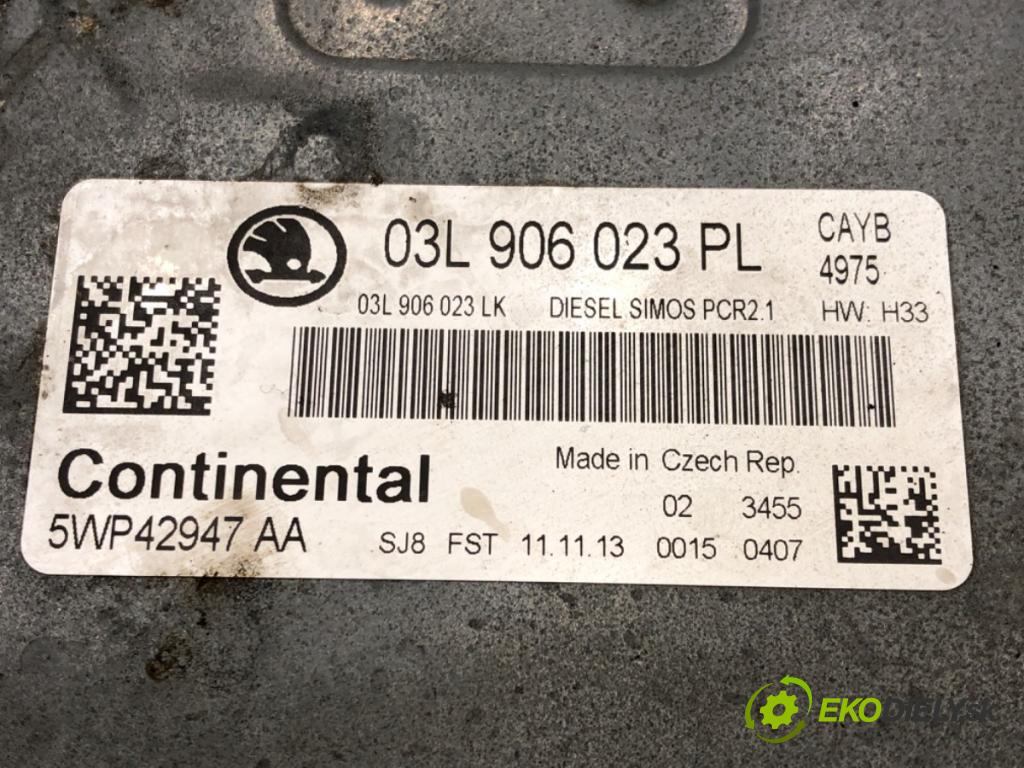 03L 906 023 PL
CAYB
4975
03L 906 023 LK DIESEL SIMOS PCR2.1 HW: H33
Continental
Made in Czech Rep.
5WP42947 AA
02 3455
SJ8 FST 11.11.13 0015 0407
EKODIELY.SK